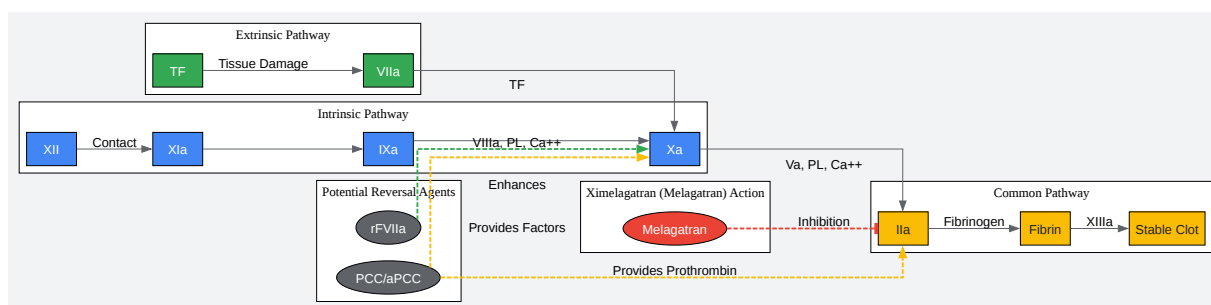 Extrinsic Pathway
TF
Tissue Damage
VIIa
TF
Intrinsic Pathway
XII
Contact
XIa
IXa
VIIIa, PL, Ca++
Xa
Va, PL, Ca++
Enhances
Potential Reversal Agents
rFVIIa
Provides Factors
PCC/aPCC
Provides Prothrombin
Ximelagatran (Melagatran) Action
Melagatran
Inhibition
Common Pathway
IIa
Fibrinogen
Fibrin
XIIIa
Stable Clot